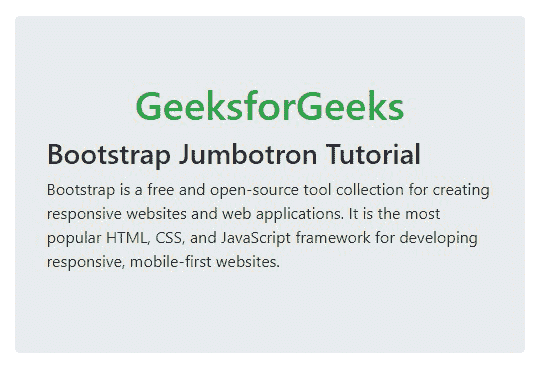 GeeksforGeeks
Bootstrap Jumbotron Tutorial
Bootstrap is a free and open-source tool collection for creating
responsive websites and web applications. It is the most
popular HTML, CSS, and JavaScript framework for developing
responsive, mobile-first websites.